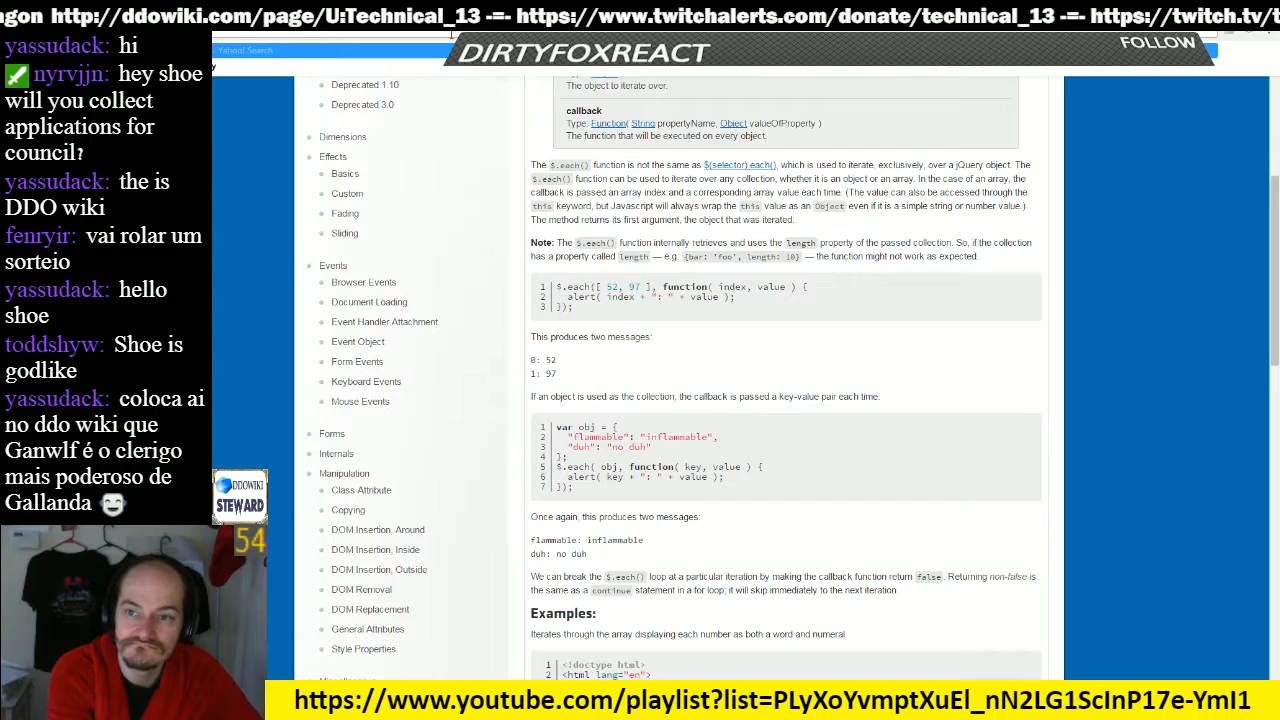 agon http://ddowiki.com/page/U:Technical_13 -=- https://www.twitchalerts.com/donate/technical_13 -=- https://twitch.tv/t
yassudack: hi
nyrvjjn: hey shoe
will you collect
applications for
council?
yassudack: the is
DDO wiki
fenryir: vai rolar um
sorteio
yassudack: hello
shoe
toddshyw: Shoe is
godlike
yassudack: coloca ai
no ddo wiki que
Ganwlf é o clerigo
mais poderoso de
Gallanda
DDOWIKI
STEWARD
54
Yahoo! Search
DIRTYFOXREACT
FOLLOW
Deprecated 1.10
Deprecated 3.0
Dimensions
Effects
Basics
Custom
Fading
Sliding
Events
Browser Events
Document Loading
Event Handler Attachment
Event Object
Form Events
Keyboard Events
Mouse Events
Forms
Internals
Manipulation
Class Attribute
Copying
DOM Insertion, Around
DOM Insertion, Inside
DOM Insertion, Outside
DOM Removal
DOM Replacement
General Attributes
Style Properties
The object to iterate over.
callback
Type: Function( String propertyName, Object valueOfProperty )
The function that will be executed on every object.
The $.each() function is not the same as $(selector).each(), which is used to iterate, exclusively, over a jQuery object. The
$.each() function can be used to iterate over any collection, whether it is an object or an array. In the case of an array, the
callback is passed an array index and a corresponding array value each time. (The value can also be accessed through the
this keyword, but Javascript will always wrap the this value as an Object even if it is a simple string or number value.)
The method returns its first argument, the object that was iterated.
Note: The $.each() function internally retrieves and uses the length property of the passed collection. So, if the collection
has a property called length — e.g. {bar: 'foo', length: 10} — the function might not work as expected.
1 $.each([ 52, 97 ], function( index, value ) {
2 alert( index + ": " + value );
3 });
This produces two messages:
0: 52
1: 97
If an object is used as the collection, the callback is passed a key-value pair each time:
1 var obj = {
2 "flammable": "inflammable",
3 "duh": "no duh"
4 };
5 $.each( obj, function( key, value ) {
6 alert( key + ": " + value );
7 });
Once again, this produces two messages:
flammable: inflammable
duh: no duh
We can break the $.each() loop at a particular iteration by making the callback function return false. Returning non-false is
the same as a continue statement in a for loop; it will skip immediately to the next iteration.
Examples:
Iterates through the array displaying each number as both a word and numeral
1 <!doctype html>
2 <html lang="en">
https://www.youtube.com/playlist?list=PLyXoYvmptXuEl_nN2LG1ScInP17e-YmI1